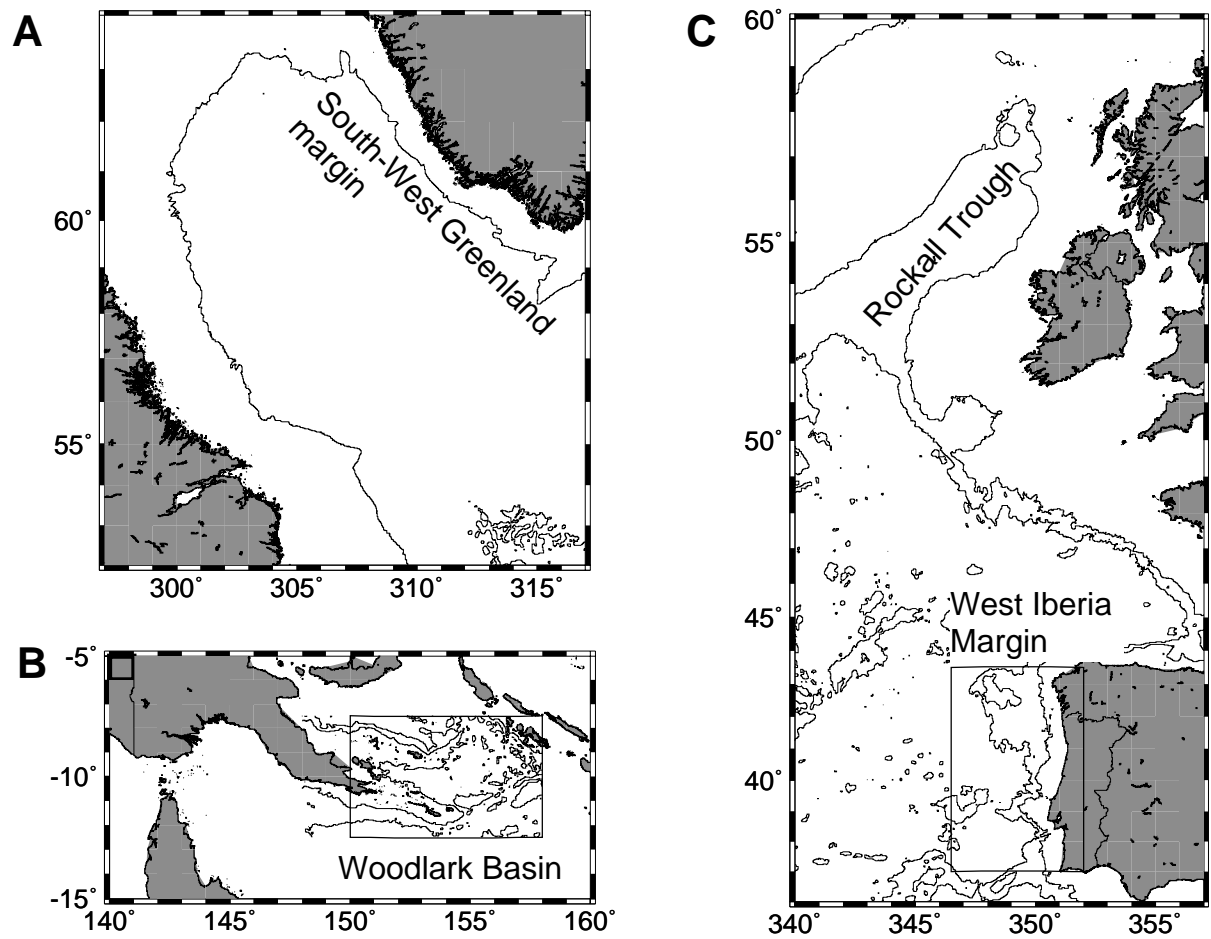 A
South-West Greenland
margin
60°
55°
300° 305° 310° 315°
B
-5°
-10°
-15°
Woodlark Basin
140° 145° 150° 155° 160°
C
60°
55°
50°
45°
40°
Rockall Trough
West Iberia
Margin
340° 345° 350° 355°